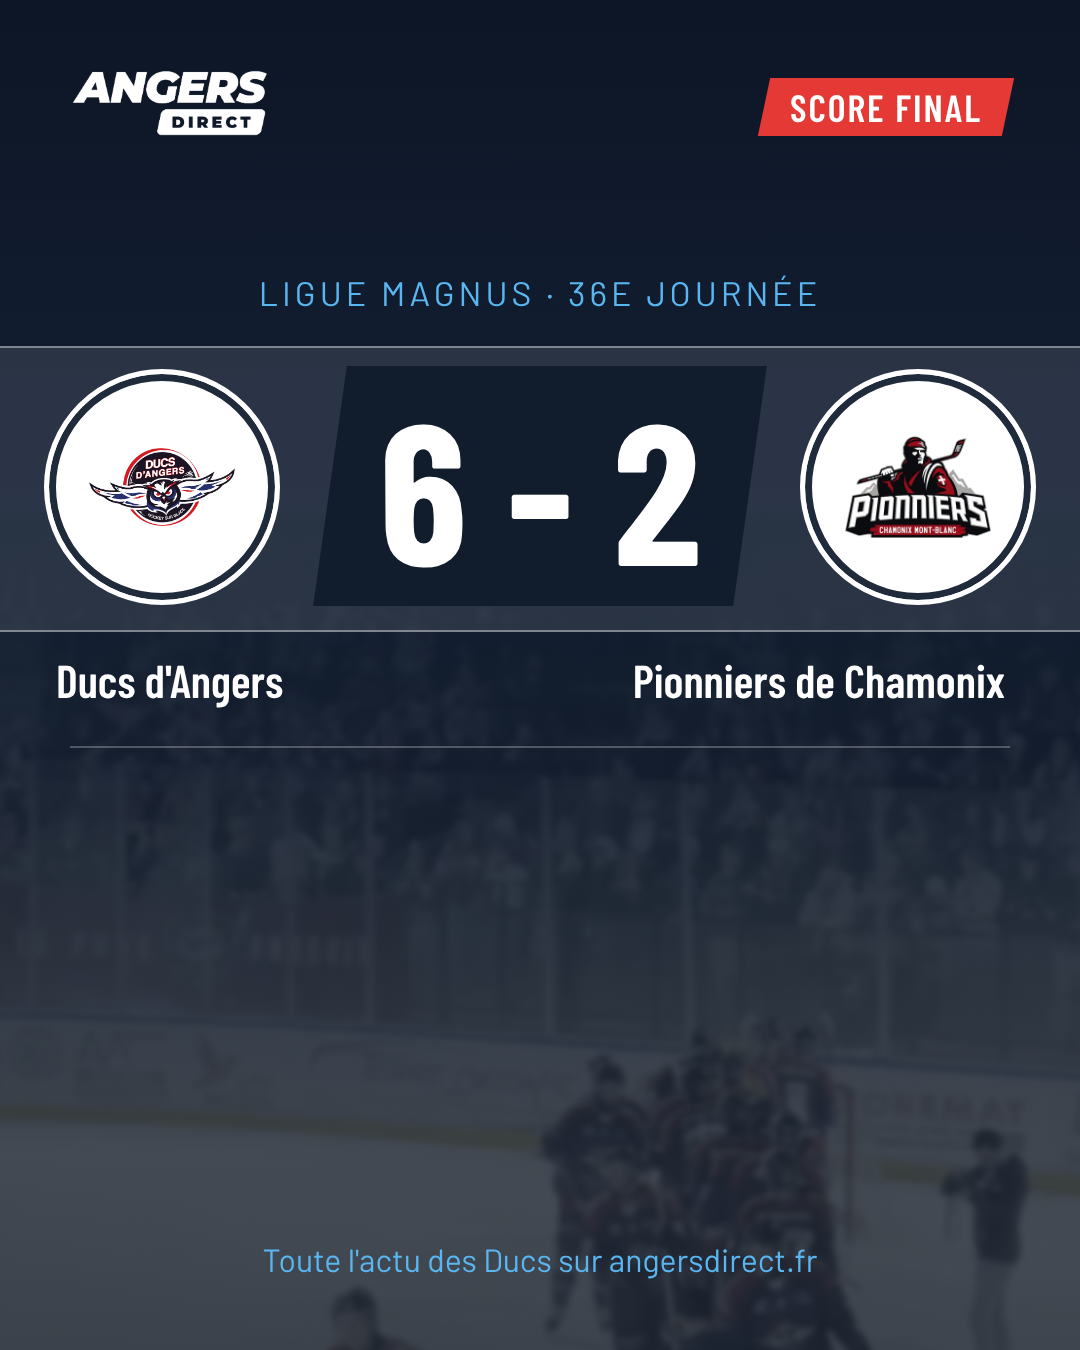 ANGERS
DIRECT
SCORE FINAL
LIGUE MAGNUS · 36E JOURNÉE
DUCS
D'ANGERS
6 - 2
PIONNIERS
CHAMONIX MONT-BLANC
Ducs d'Angers
Pionniers de Chamonix
Toute l'actu des Ducs sur angersdirect.fr